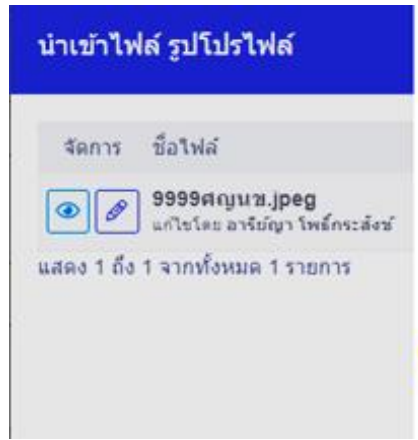 นำเข้าไฟล์ รูปโปรไฟล์
จัดการ ชื่อไฟล์
9999ศญนข.jpeg
แก้ไขโดย อารีย์ญา โพธิ์กระสังข์
แสดง 1 ถึง 1 จากทั้งหมด 1 รายการ